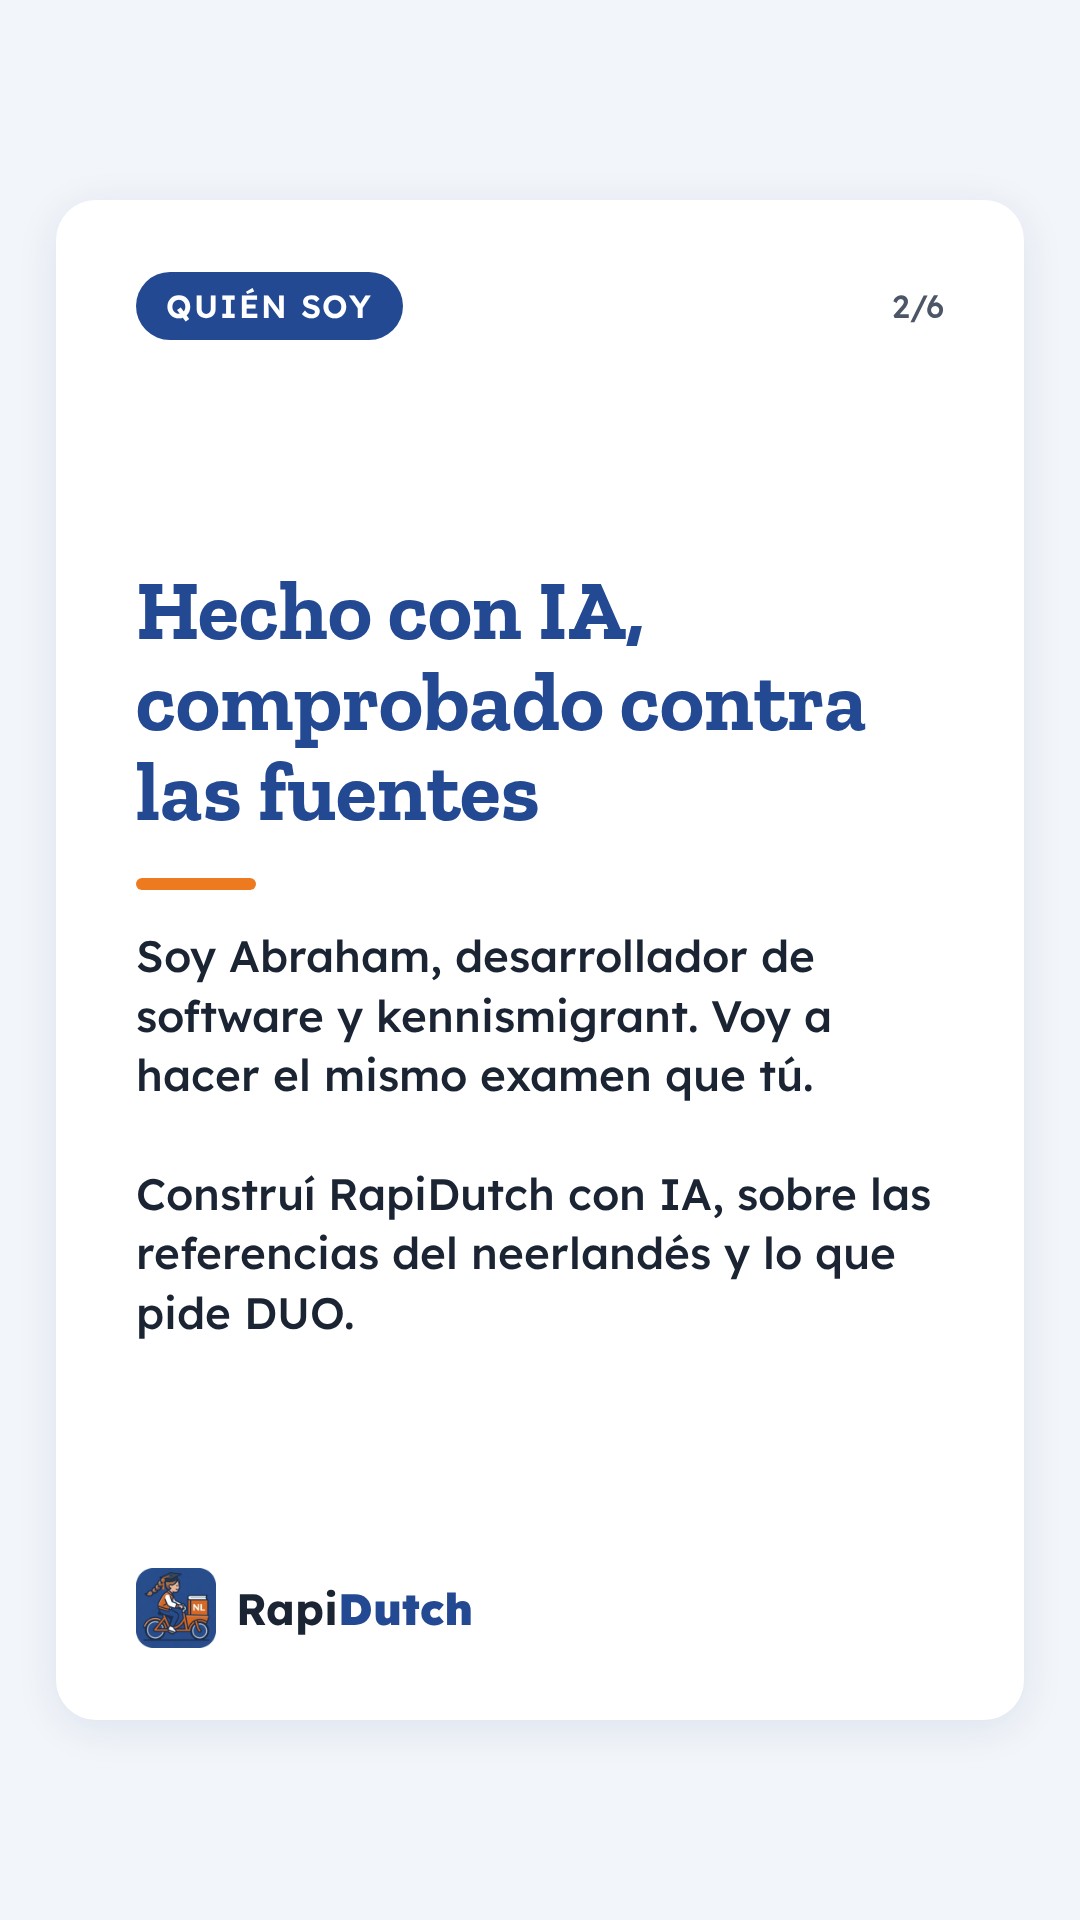 QUIÉN SOY
2/6
Hecho con IA,
comprobado contra
las fuentes
Soy Abraham, desarrollador de
software y kennismigrant. Voy a
hacer el mismo examen que tú.
Construí RapiDutch con IA, sobre las
referencias del neerlandés y lo que
pide DUO.
NL
RapiDutch